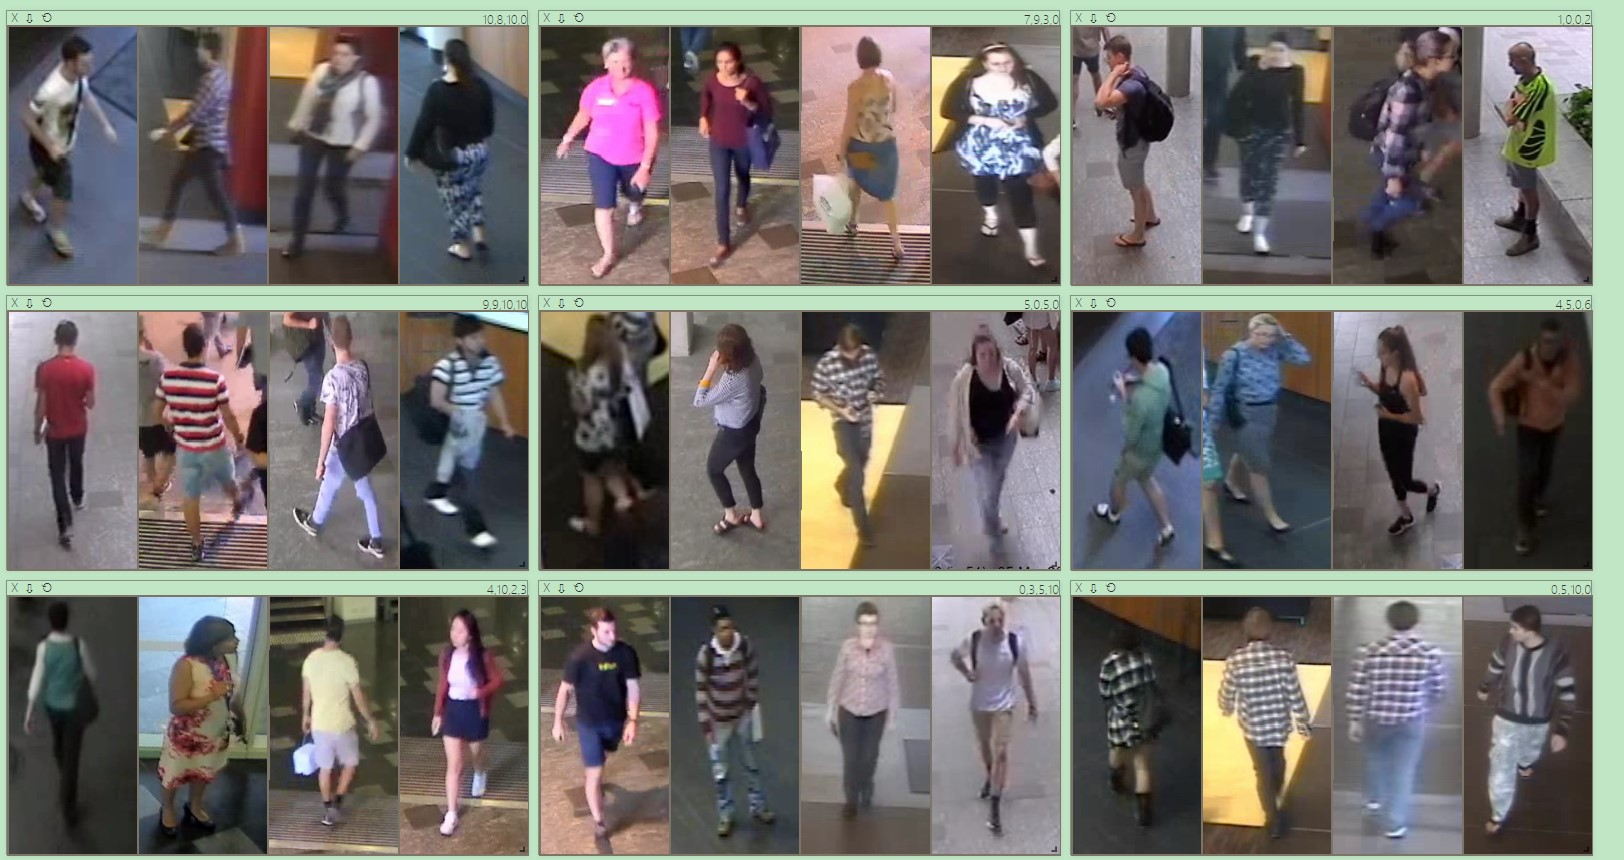 X ⇩ ⟲ 10,8,10,0
X ⇩ ⟲ 7,9,3,0
X ⇩ ⟲ 1,0,0,2
X ⇩ ⟲ 9,9,10,10
X ⇩ ⟲ 5,0,5,0
X ⇩ ⟲ 4,5,0,6
X ⇩ ⟲ 4,10,2,3
X ⇩ ⟲ 0,3,5,10
X ⇩ ⟲ 0,5,10,0